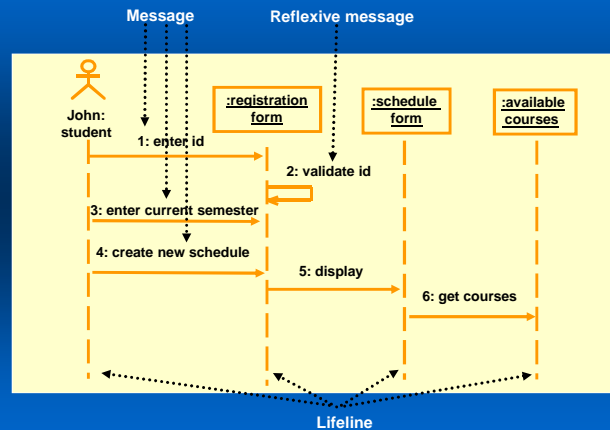 Message
Reflexive message
John:
student
:registration
form
:schedule
form
:available
courses
1: enter id
2: validate id
3: enter current semester
4: create new schedule
5: display
6: get courses
Lifeline